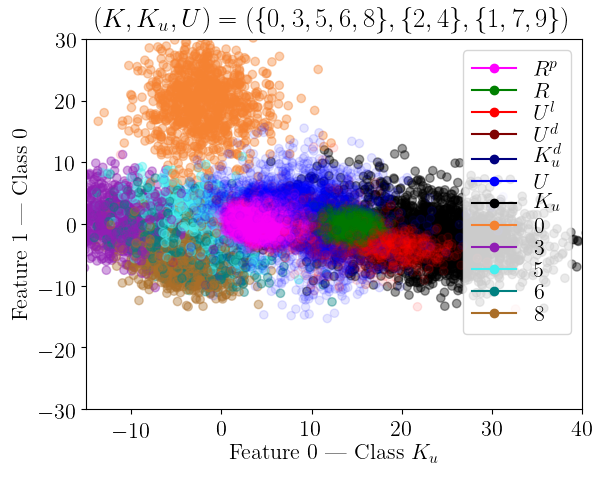 (K, K_u, U) = ({0, 3, 5, 6, 8}, {2, 4}, {1, 7, 9})
Feature 1 — Class 0
30
20
10
0
−10
−20
−30
R^p
R
U^l
U^d
K_u^d
U
K_u
0
3
5
6
8
−10 0 10 20 30 40
Feature 0 — Class K_u